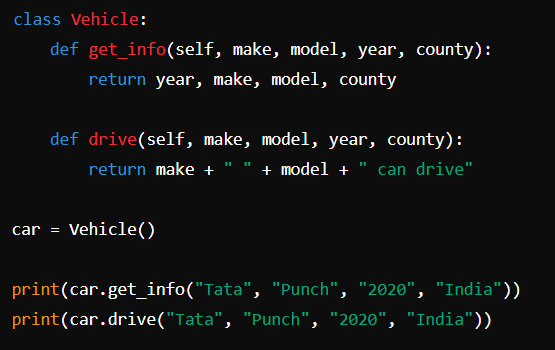 class Vehicle:
    def get_info(self, make, model, year, county):
        return year, make, model, county

    def drive(self, make, model, year, county):
        return make + " " + model + " can drive"

car = Vehicle()

print(car.get_info("Tata", "Punch", "2020", "India"))
print(car.drive("Tata", "Punch", "2020", "India"))